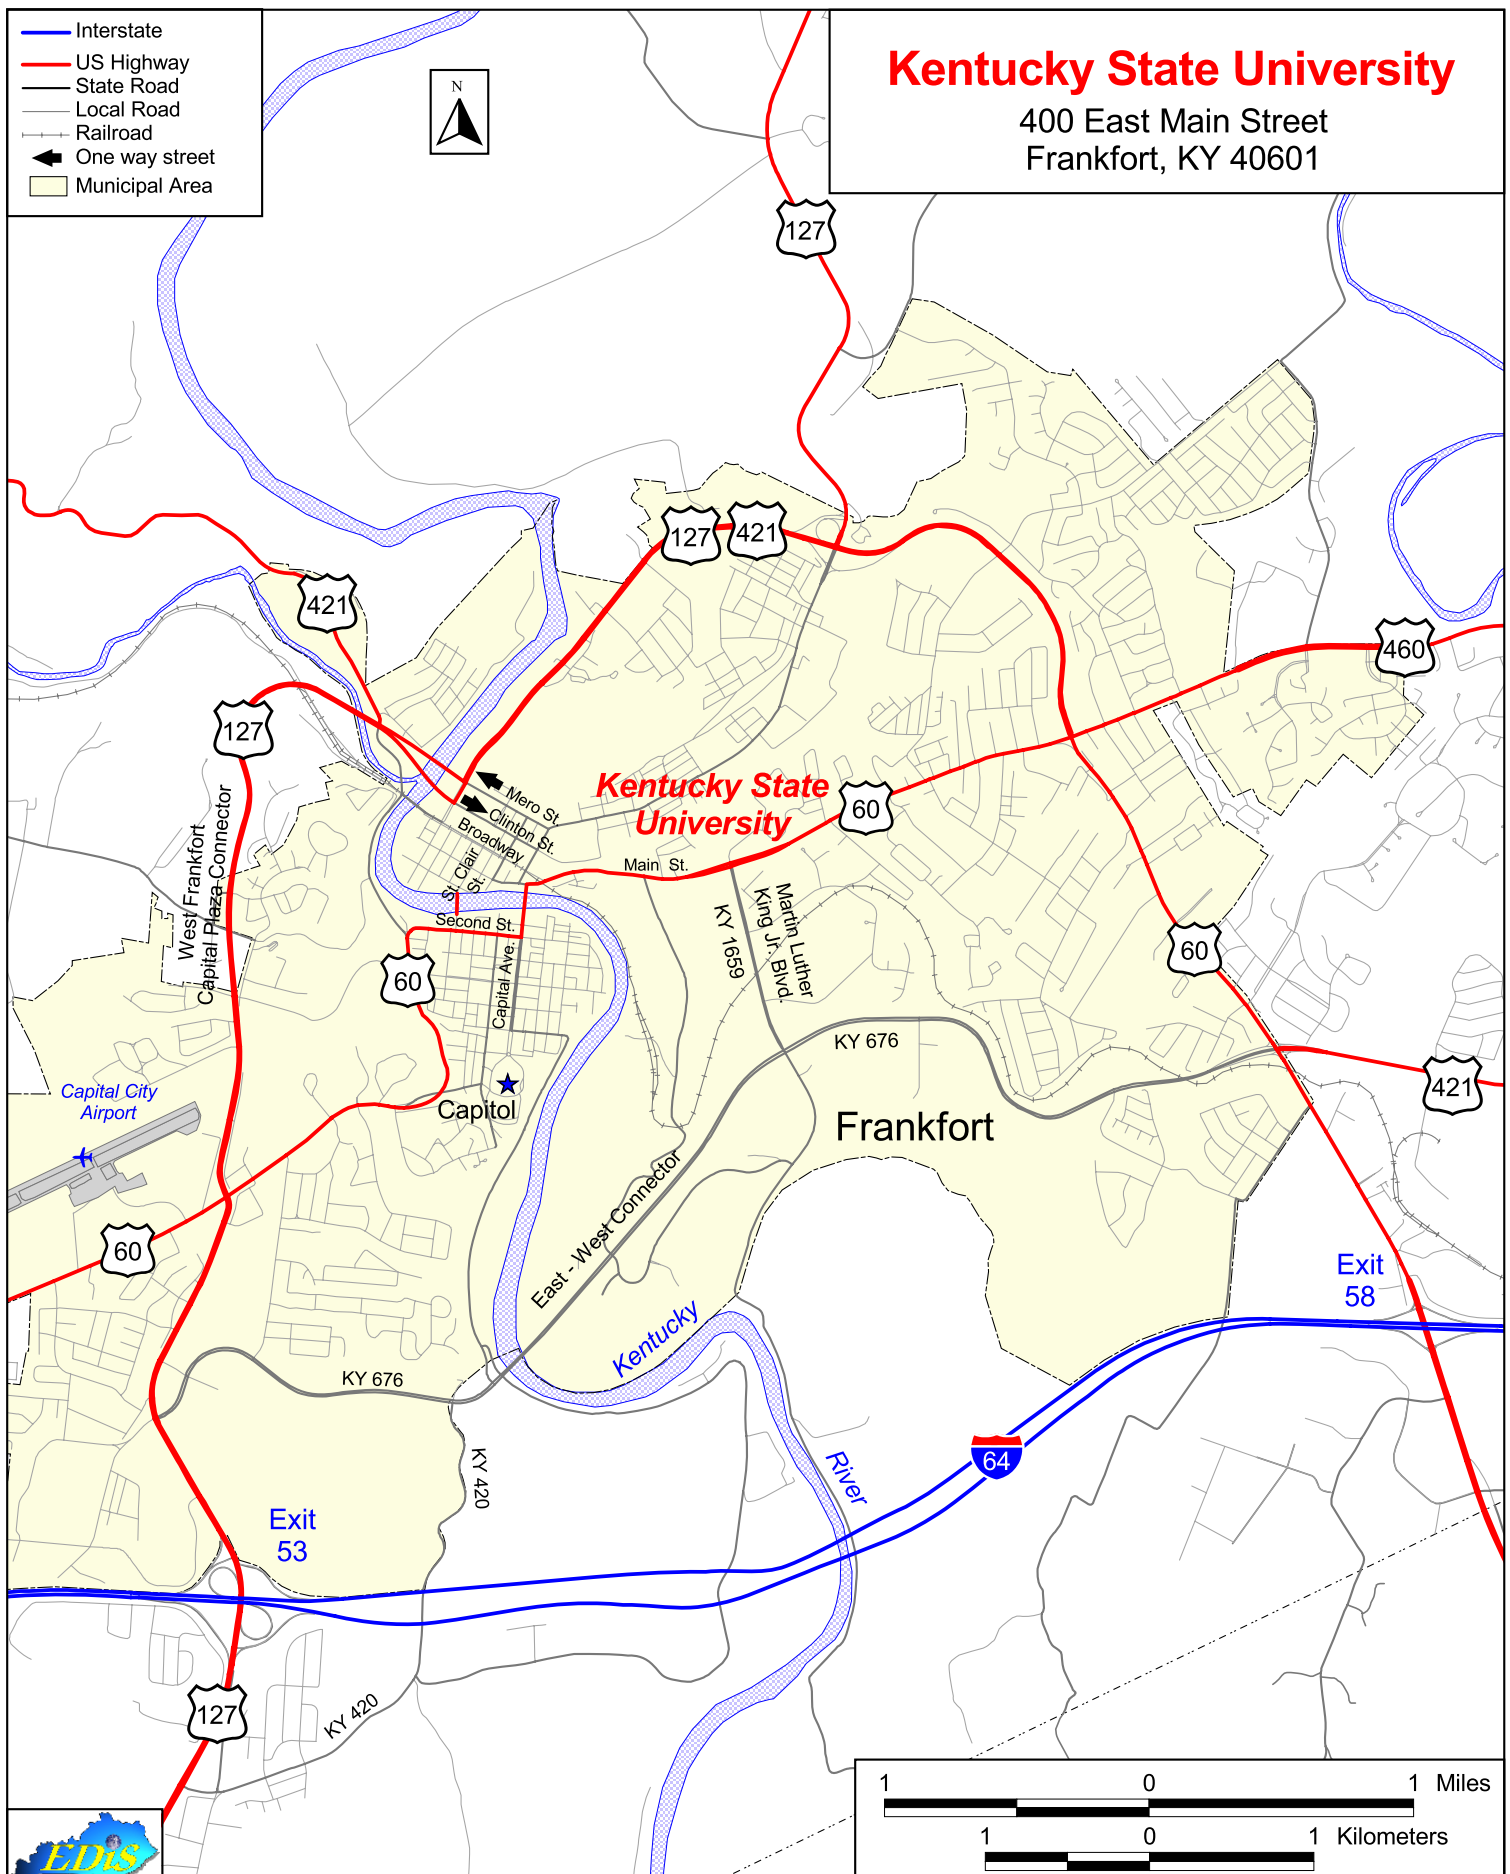 Interstate
US Highway
State Road
Local Road
Railroad
One way street
Municipal Area
N
Kentucky State University
400 East Main Street
Frankfort, KY 40601
127
127
421
421
460
127
Mero St.
Clinton St.
Broadway
St. Clair
St.
Kentucky State
University
60
Main St.
West Frankfort
Capital Plaza Connector
Second St.
Capital Ave.
60
KY 1659
Martin Luther
King Jr. Blvd.
60
KY 676
421
Capital City
Airport
Capitol
Frankfort
60
East - West Connector
Exit
58
Kentucky
KY 676
River
64
KY 420
Exit
53
127
KY 420
1 0 1 Miles
1 0 1 Kilometers
EDiS